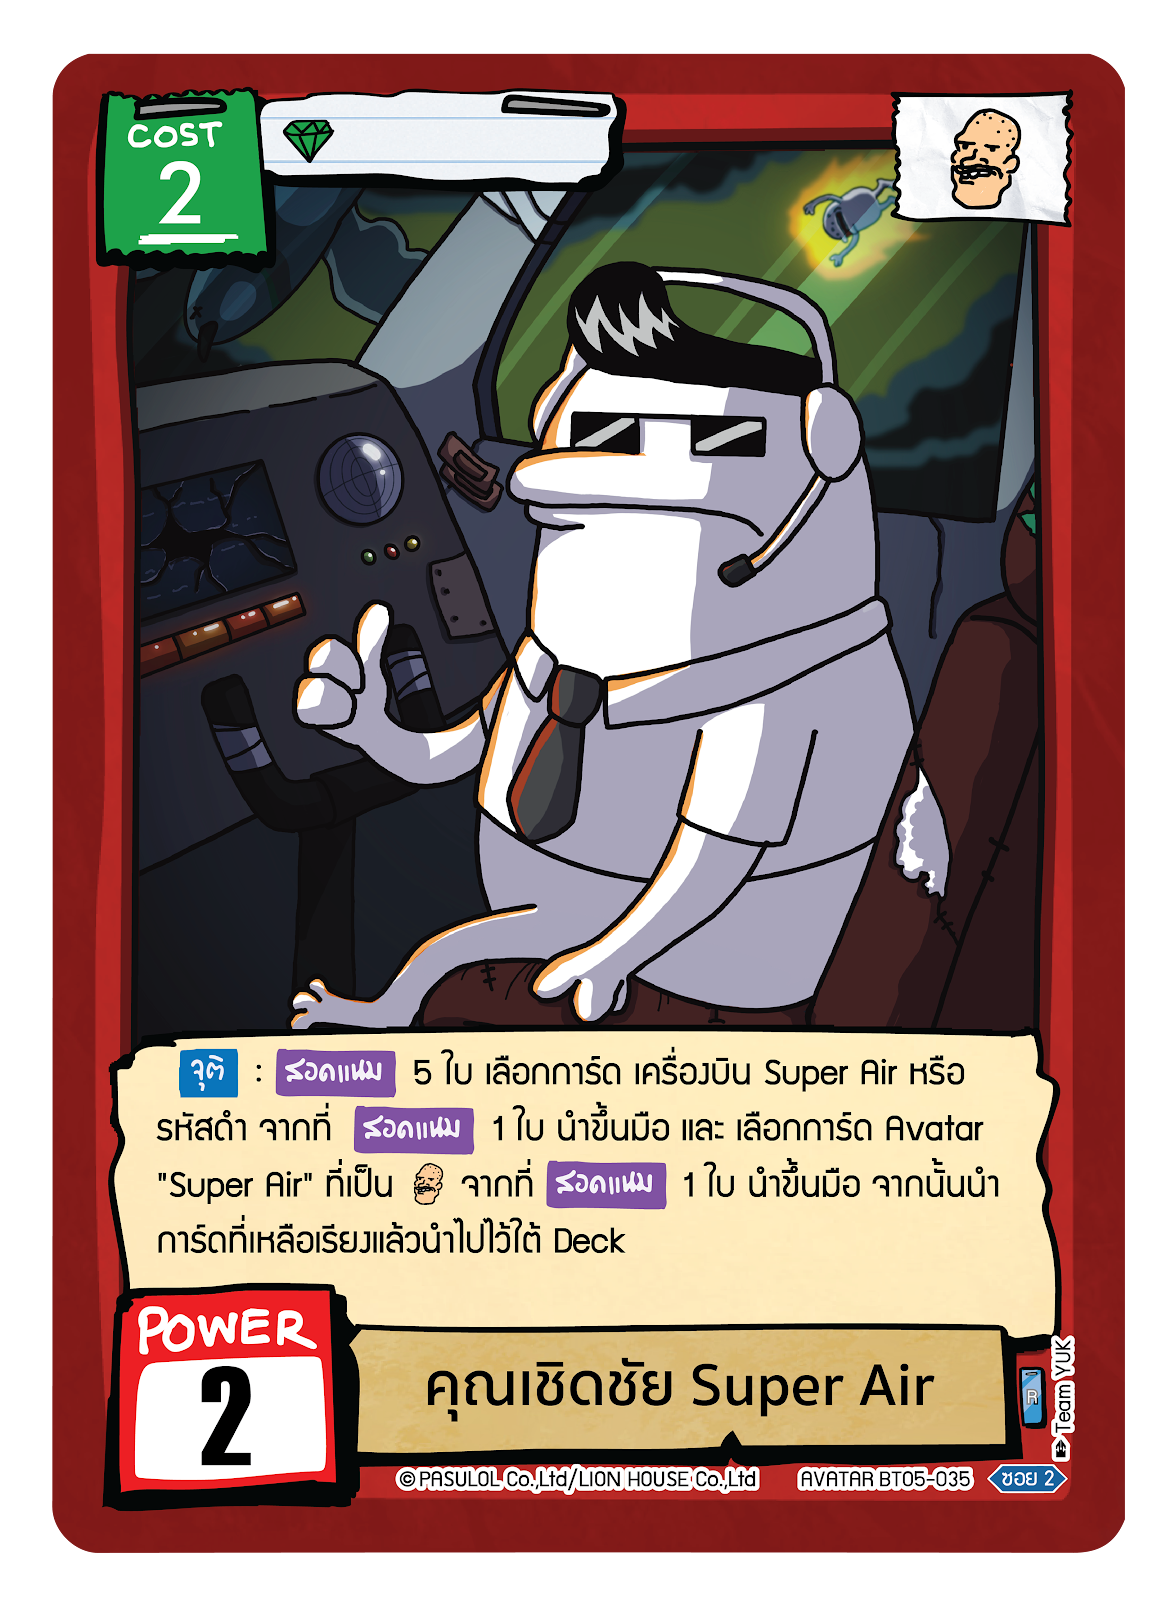 COST
2
จุติ : สอดแนม 5 ใบ เลือกการ์ด เครื่องบิน Super Air หรือ
รหัสดำ จากที่ สอดแนม 1 ใบ นำขึ้นมือ และ เลือกการ์ด Avatar
"Super Air" ที่เป็น จากที่ สอดแนม 1 ใบ นำขึ้นมือ จากนั้นนำ
การ์ดที่เหลือเรียงแล้วนำไปไว้ใต้ Deck
POWER
2
คุณเชิดชัย Super Air
R
Team YUK
© PASULOL Co.,Ltd/LION HOUSE Co.,Ltd
AVATAR BT05-035
ซอย 2